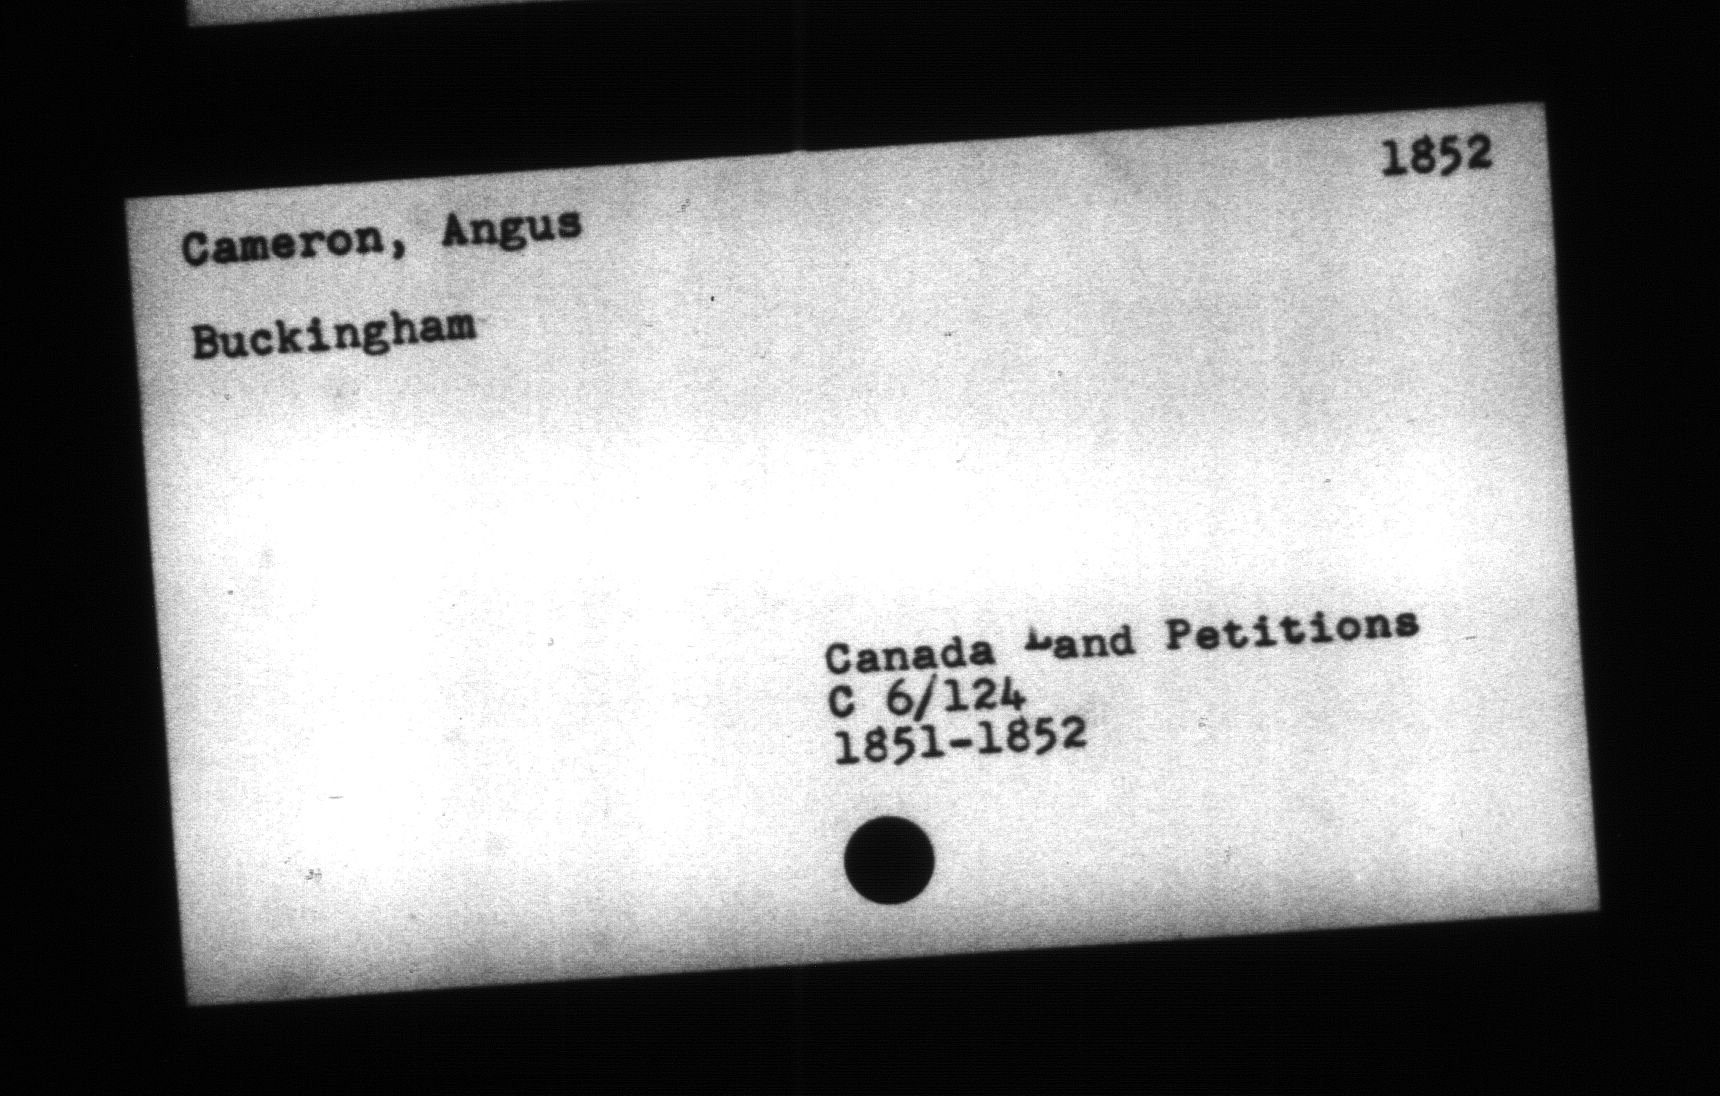 1852
Cameron, Angus
Buckingham
Canada Land Petitions
C 6/124
1851-1852